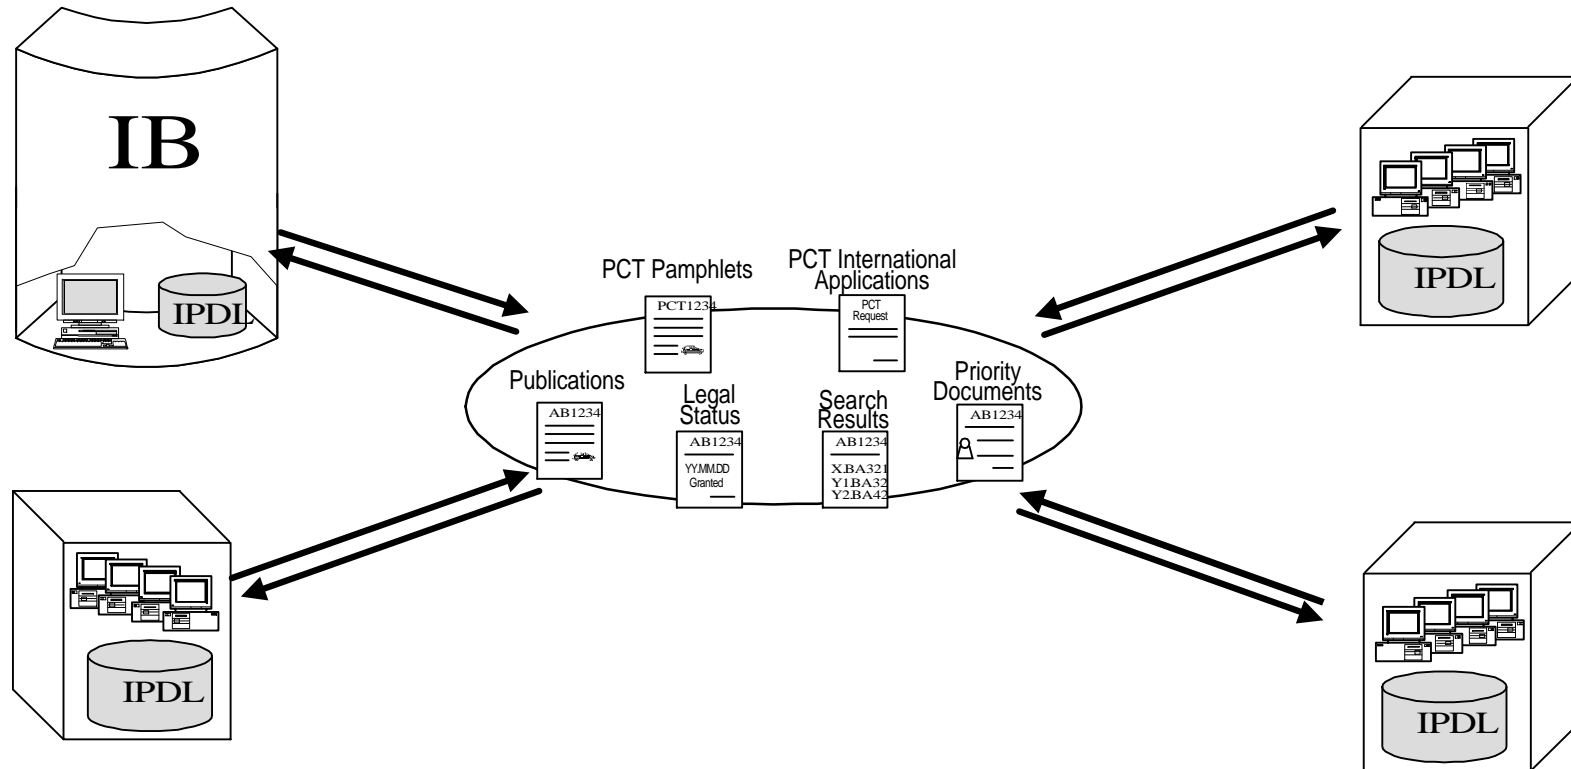 IB
IPDL
IPDL
PCT Pamphlets
PCT1234
PCT International
Applications
PCT
Request
Publications
AB1234
Legal
Status
AB1234
YY.MM.DD
Granted
Search
Results
AB1234
X.BA321
Y1.BA32
Y2.BA42
Priority
Documents
AB1234
IPDL
IPDL